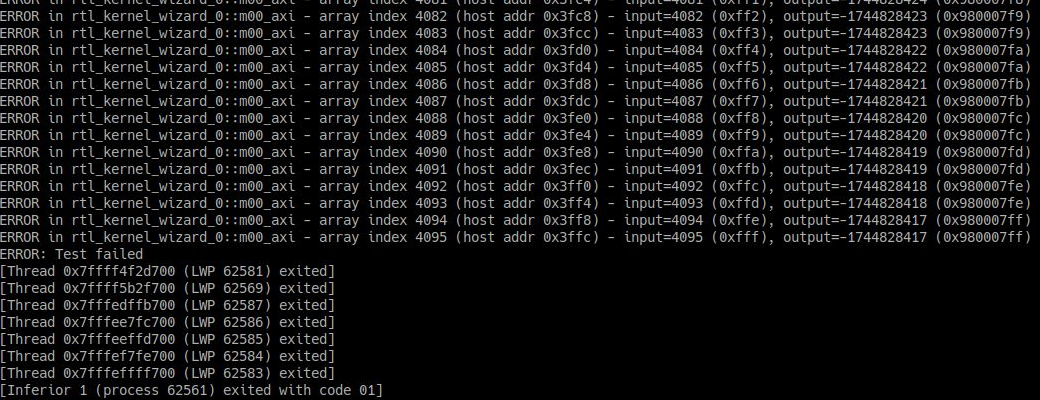 ERROR in rtl_kernel_wizard_0::m00_axi - array index 4081 (host addr 0x3fc4) - input=4081 (0xff1), output=-1744828424 (0x980007f8)
ERROR in rtl_kernel_wizard_0::m00_axi - array index 4082 (host addr 0x3fc8) - input=4082 (0xff2), output=-1744828423 (0x980007f9)
ERROR in rtl_kernel_wizard_0::m00_axi - array index 4083 (host addr 0x3fcc) - input=4083 (0xff3), output=-1744828423 (0x980007f9)
ERROR in rtl_kernel_wizard_0::m00_axi - array index 4084 (host addr 0x3fd0) - input=4084 (0xff4), output=-1744828422 (0x980007fa)
ERROR in rtl_kernel_wizard_0::m00_axi - array index 4085 (host addr 0x3fd4) - input=4085 (0xff5), output=-1744828422 (0x980007fa)
ERROR in rtl_kernel_wizard_0::m00_axi - array index 4086 (host addr 0x3fd8) - input=4086 (0xff6), output=-1744828421 (0x980007fb)
ERROR in rtl_kernel_wizard_0::m00_axi - array index 4087 (host addr 0x3fdc) - input=4087 (0xff7), output=-1744828421 (0x980007fb)
ERROR in rtl_kernel_wizard_0::m00_axi - array index 4088 (host addr 0x3fe0) - input=4088 (0xff8), output=-1744828420 (0x980007fc)
ERROR in rtl_kernel_wizard_0::m00_axi - array index 4089 (host addr 0x3fe4) - input=4089 (0xff9), output=-1744828420 (0x980007fc)
ERROR in rtl_kernel_wizard_0::m00_axi - array index 4090 (host addr 0x3fe8) - input=4090 (0xffa), output=-1744828419 (0x980007fd)
ERROR in rtl_kernel_wizard_0::m00_axi - array index 4091 (host addr 0x3fec) - input=4091 (0xffb), output=-1744828419 (0x980007fd)
ERROR in rtl_kernel_wizard_0::m00_axi - array index 4092 (host addr 0x3ff0) - input=4092 (0xffc), output=-1744828418 (0x980007fe)
ERROR in rtl_kernel_wizard_0::m00_axi - array index 4093 (host addr 0x3ff4) - input=4093 (0xffd), output=-1744828418 (0x980007fe)
ERROR in rtl_kernel_wizard_0::m00_axi - array index 4094 (host addr 0x3ff8) - input=4094 (0xffe), output=-1744828417 (0x980007ff)
ERROR in rtl_kernel_wizard_0::m00_axi - array index 4095 (host addr 0x3ffc) - input=4095 (0xfff), output=-1744828417 (0x980007ff)
ERROR: Test failed
[Thread 0x7ffff4f2d700 (LWP 62581) exited]
[Thread 0x7ffff5b2f700 (LWP 62569) exited]
[Thread 0x7fffedffb700 (LWP 62587) exited]
[Thread 0x7fffee7fc700 (LWP 62586) exited]
[Thread 0x7fffeeffd700 (LWP 62585) exited]
[Thread 0x7fffef7fe700 (LWP 62584) exited]
[Thread 0x7fffeffff700 (LWP 62583) exited]
[Inferior 1 (process 62561) exited with code 01]